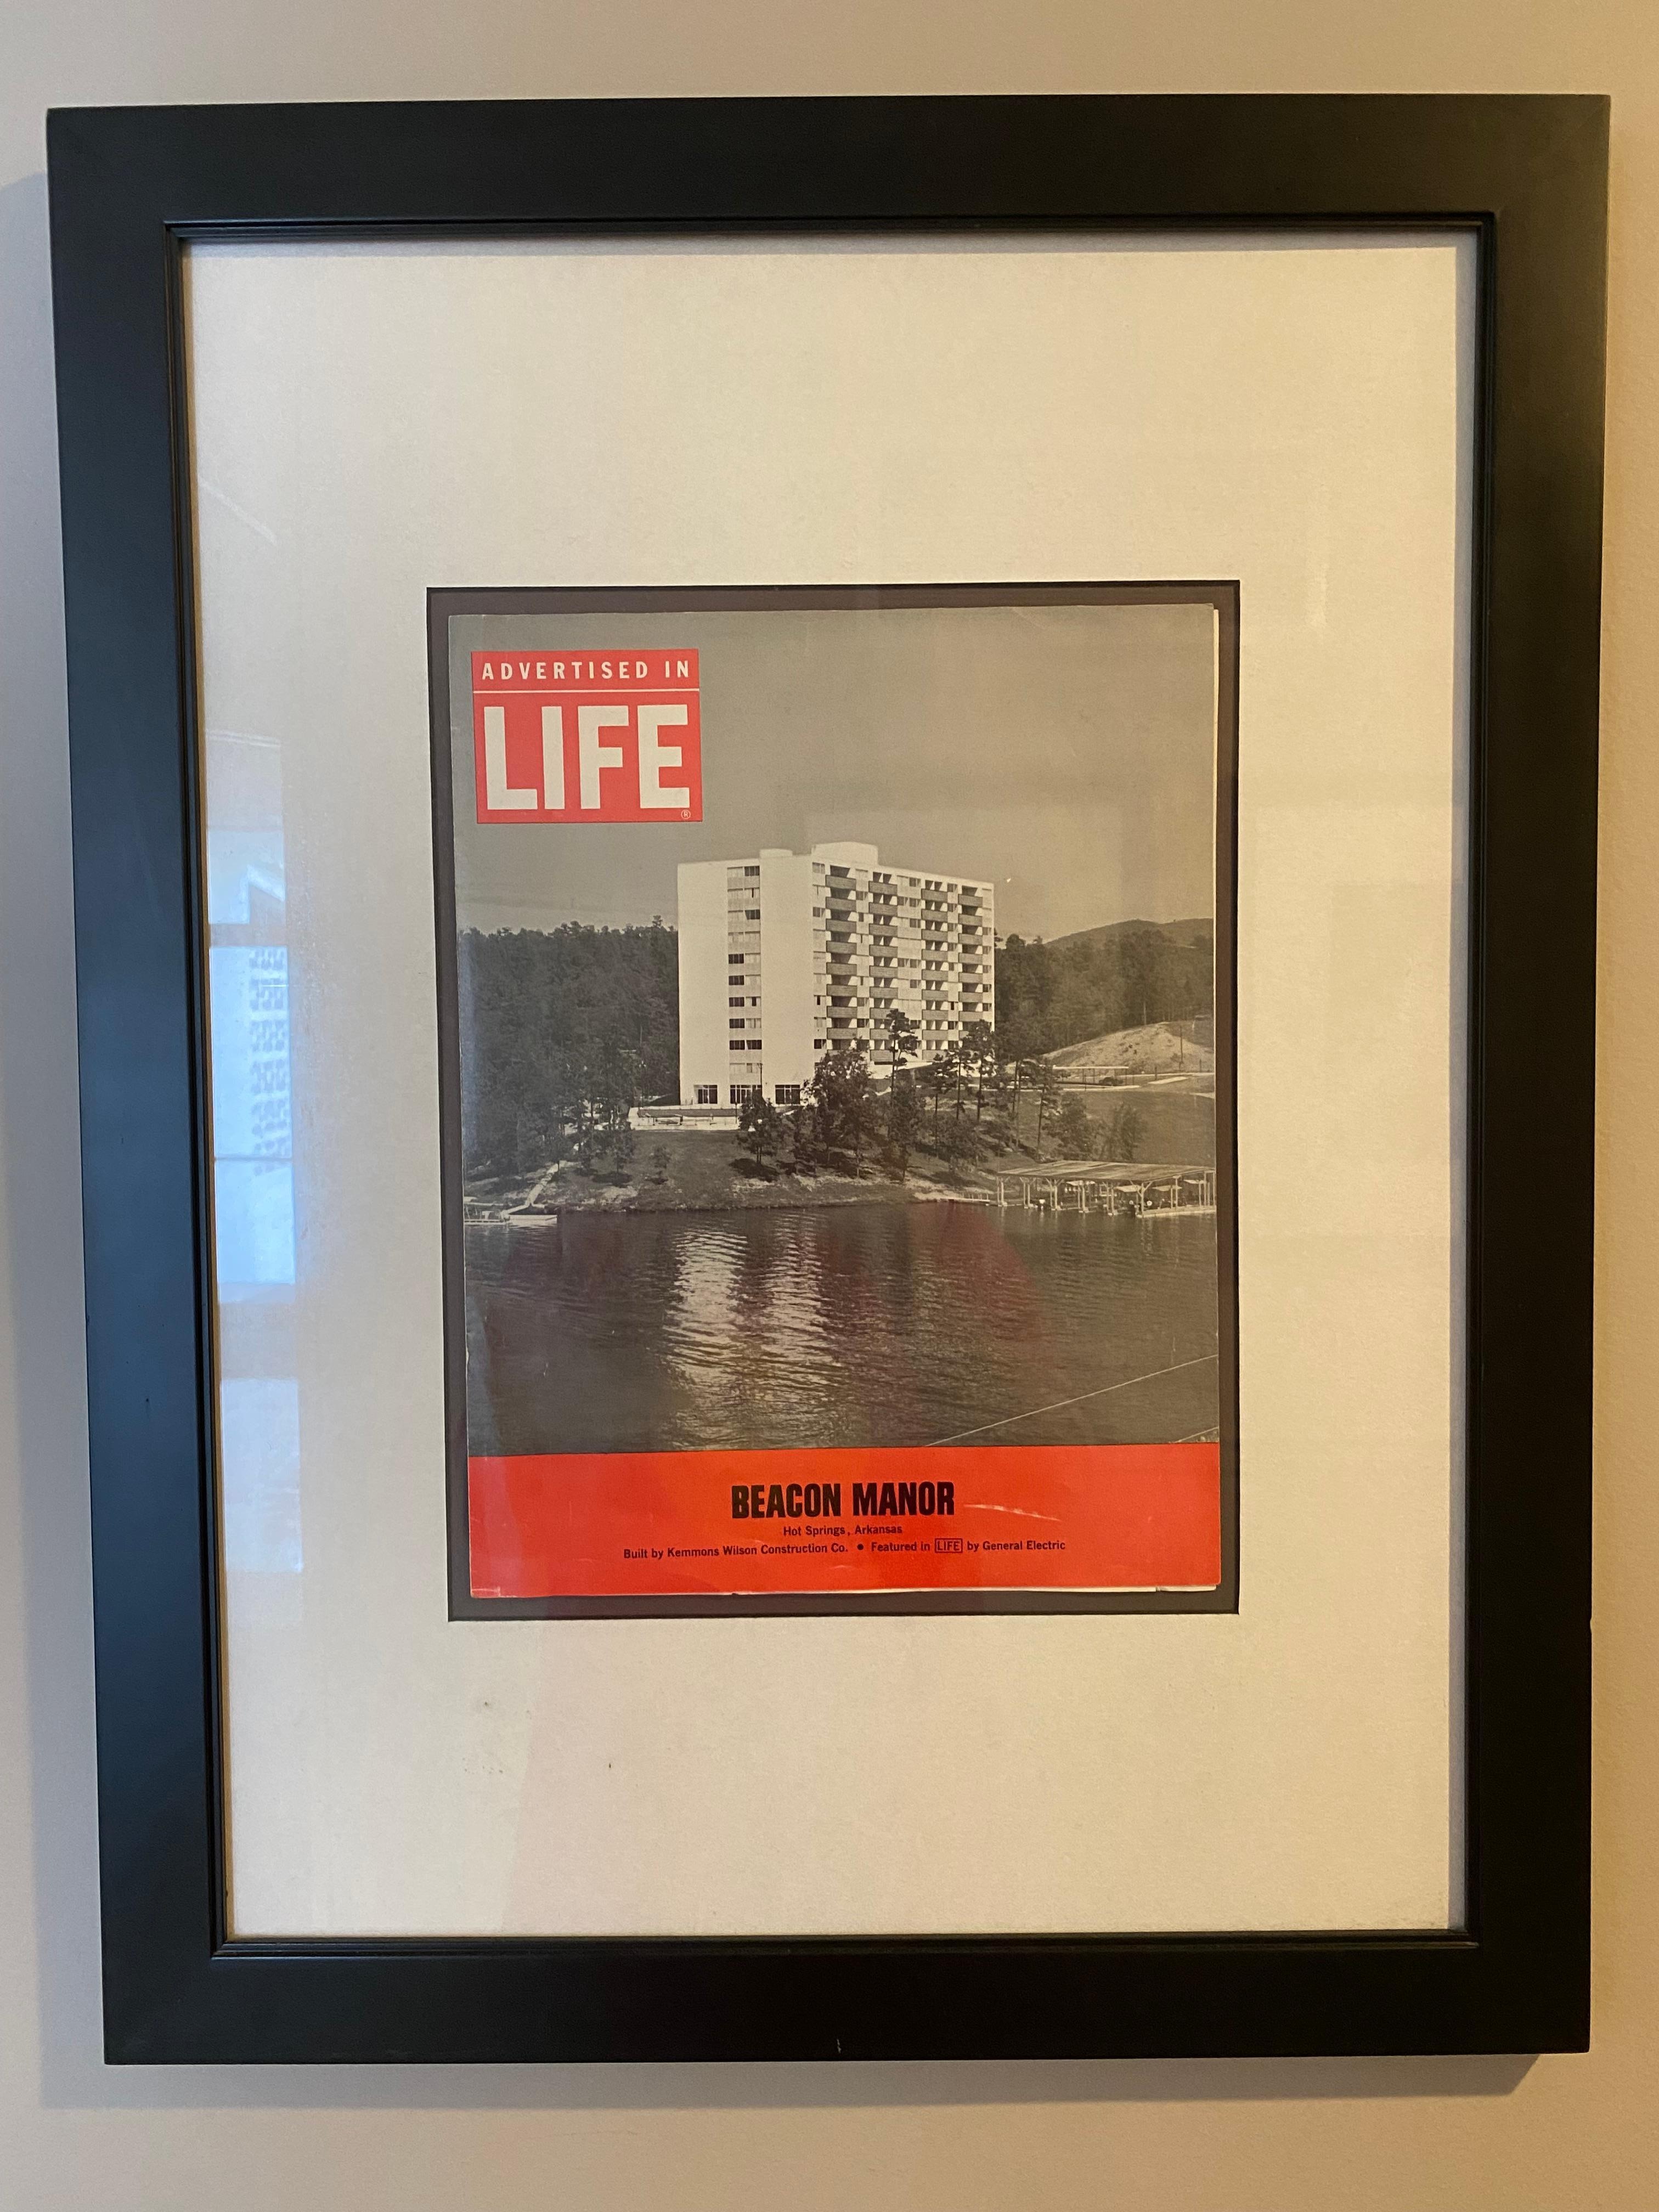 ADVERTISED IN
LIFE
®
BEACON MANOR
Hot Springs, Arkansas
Built by Kemmons Wilson Construction Co. • Featured in LIFE by General Electric